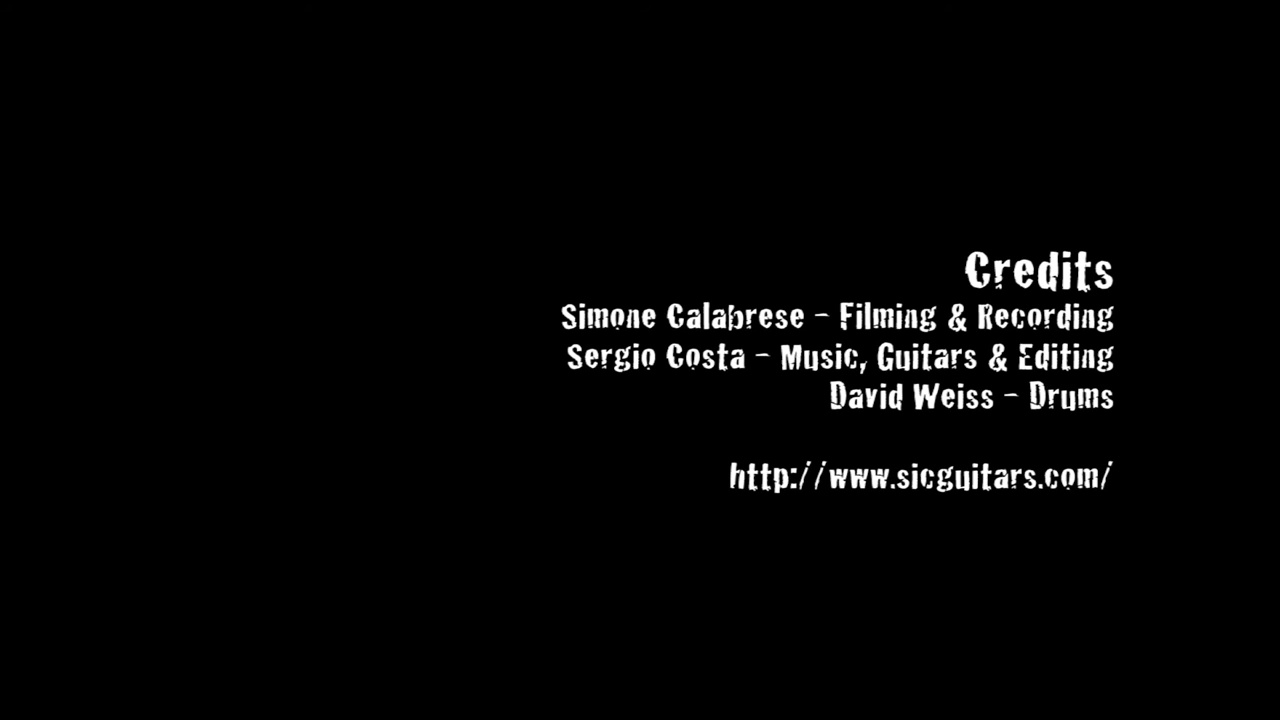 Credits
Simone Calabrese - Filming & Recording
Sergio Costa - Music, Guitars & Editing
David Weiss - Drums
http://www.sicguitars.com/